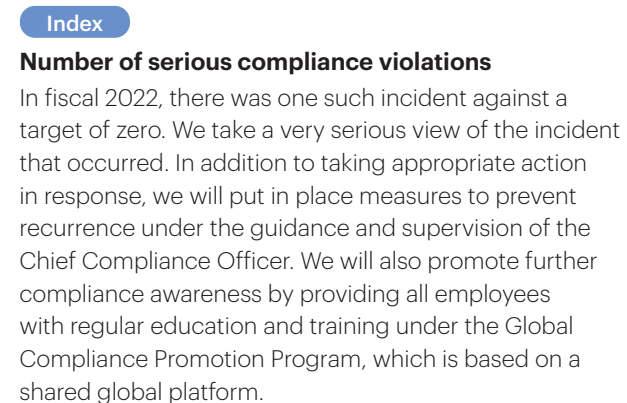 Index
Number of serious compliance violations
In fiscal 2022, there was one such incident against a
target of zero. We take a very serious view of the incident
that occurred. In addition to taking appropriate action
in response, we will put in place measures to prevent
recurrence under the guidance and supervision of the
Chief Compliance Officer. We will also promote further
compliance awareness by providing all employees
with regular education and training under the Global
Compliance Promotion Program, which is based on a
shared global platform.